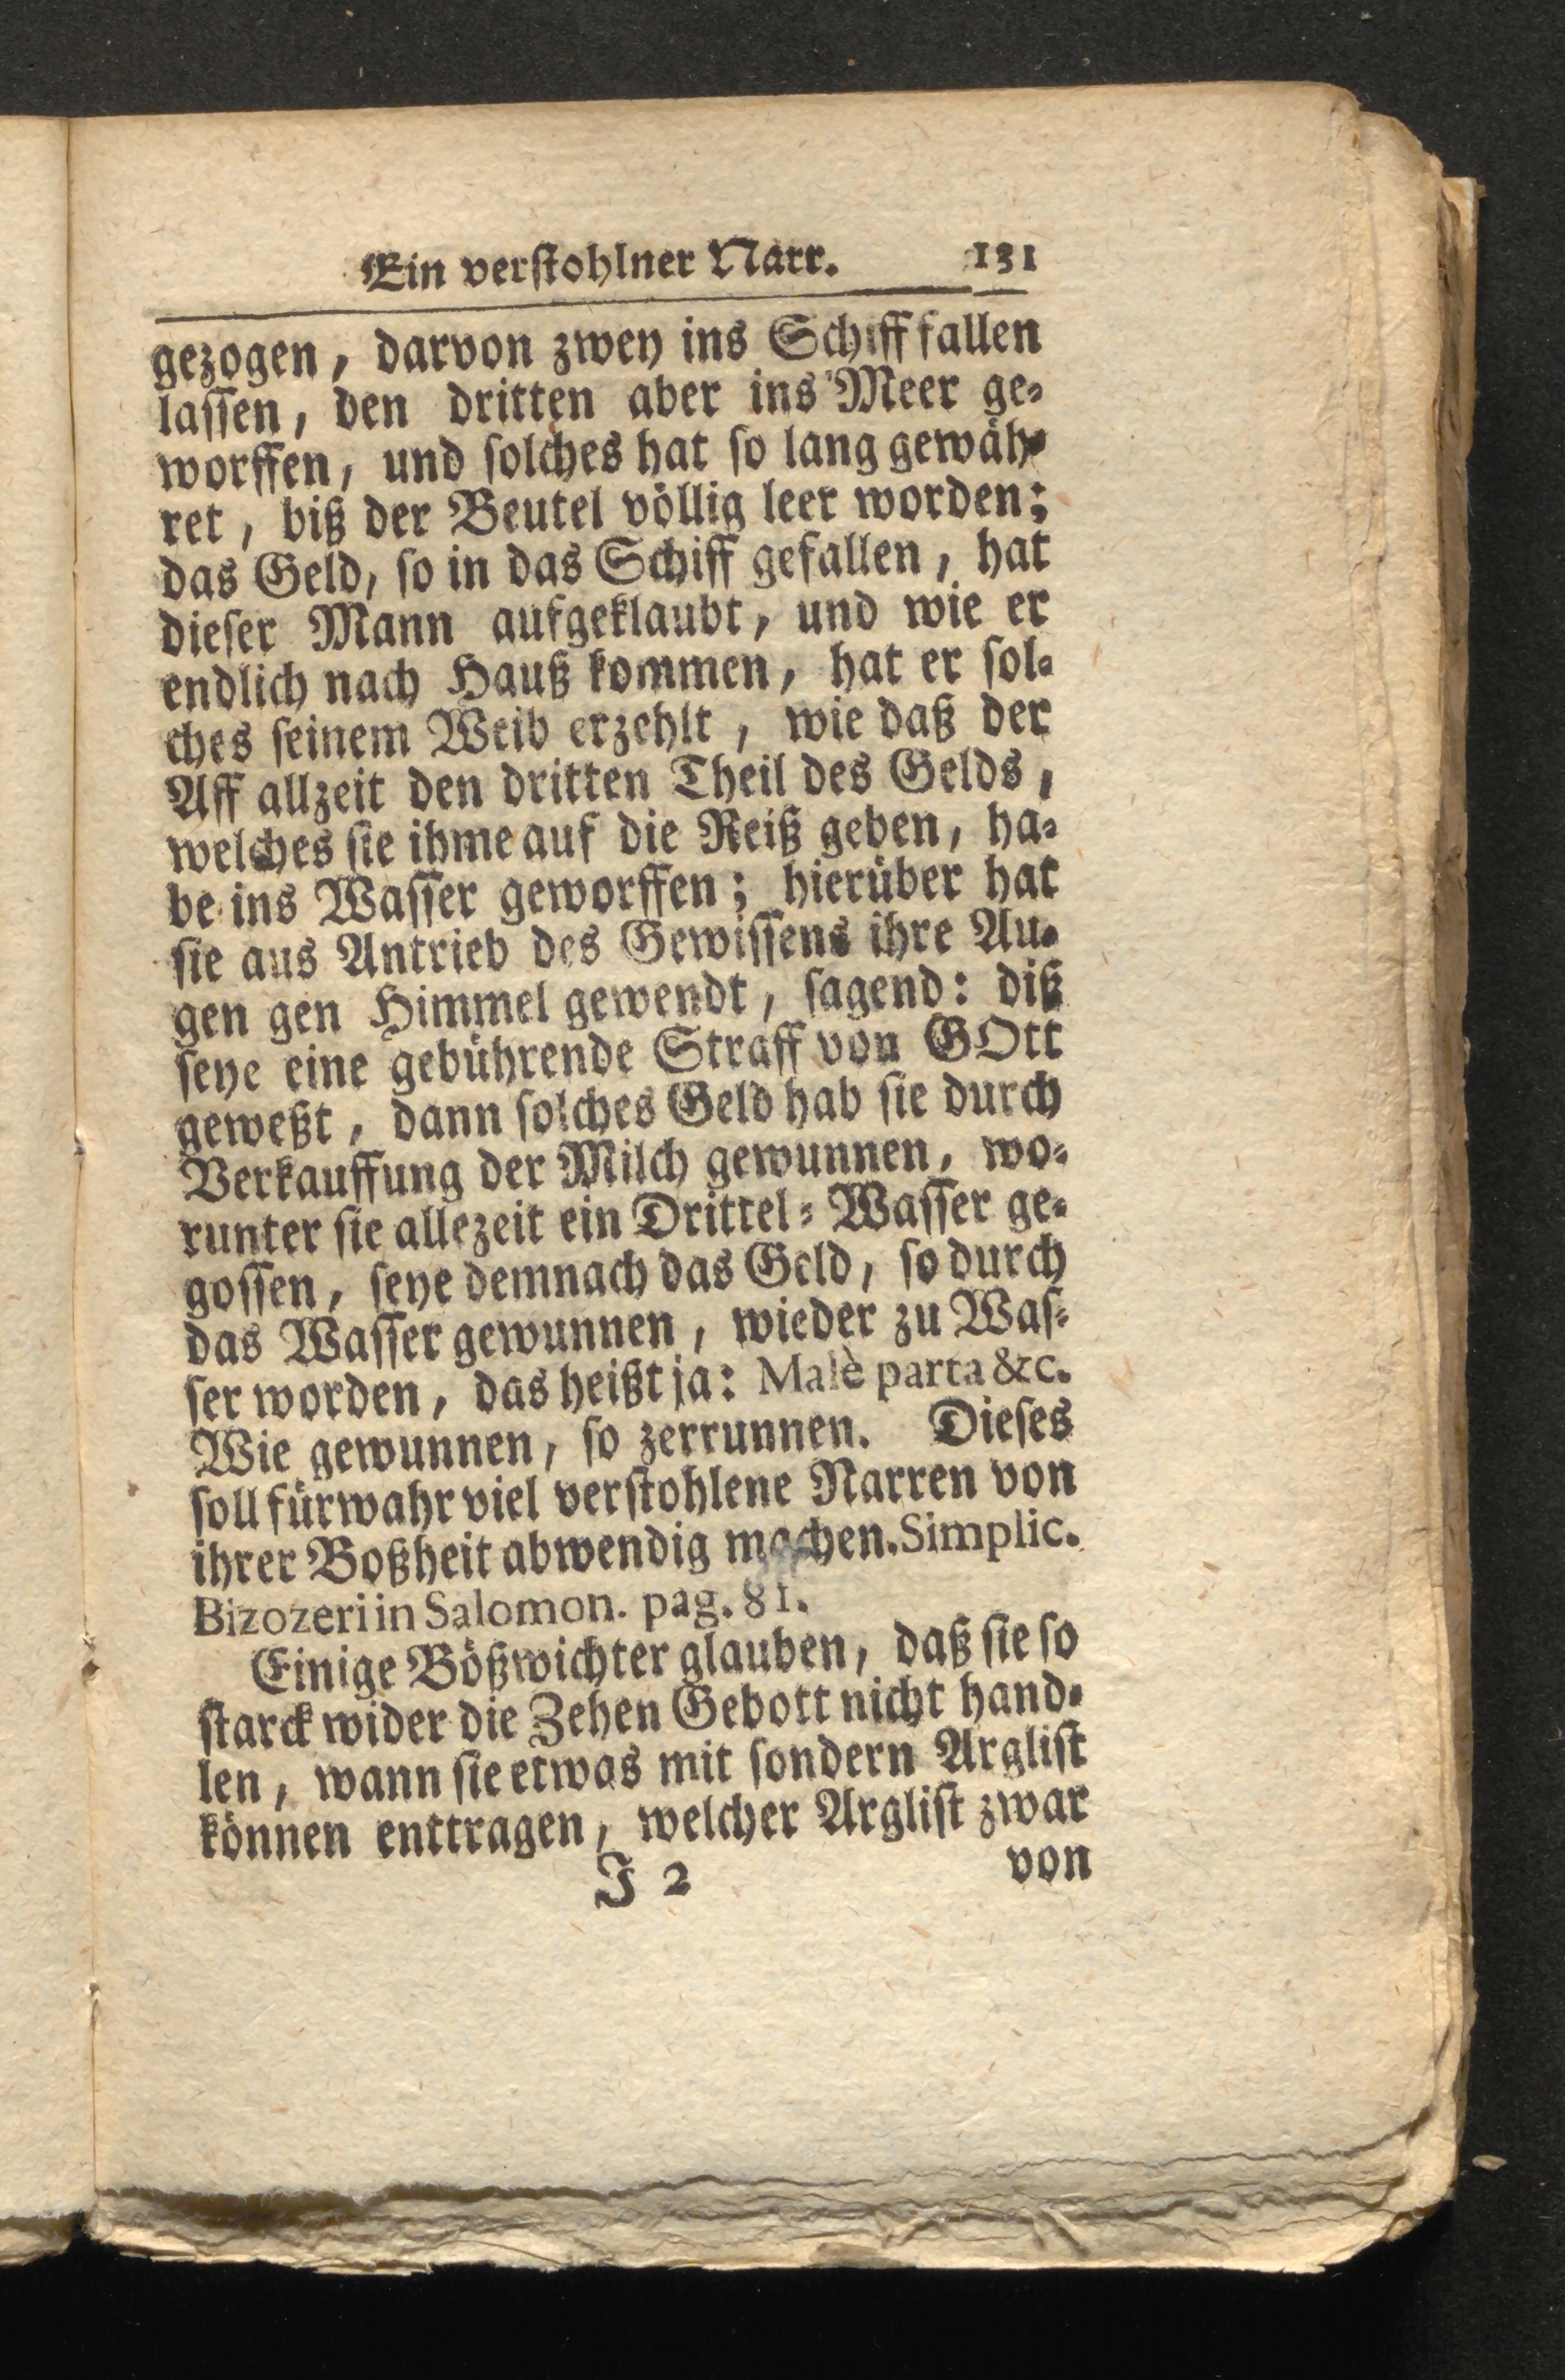 Ein verſtohlner Narr. 131
gezogen, darvon zwey ins Schiff fallen
laſſen, den dritten aber ins Meer ge-
worffen, und ſolches hat ſo lang gewäh-
ret, biß der Beutel völlig leer worden;
das Geld, ſo in das Schiff gefallen, hat
dieſer Mann aufgeklaubt, und wie er
endlich nach Hauß kommen, hat er ſol-
ches ſeinem Weib erzehlt, wie daß der
Aff allzeit den dritten Theil des Gelds,
welches ſie ihme auf die Reiß geben, ha-
be ins Waſſer geworffen; hierüber hat
ſie aus Antrieb des Gewiſſens ihre Au-
gen gen Himmel gewendt, ſagend: diß
ſeye eine gebührende Straff von GOtt
geweßt, dann ſolches Geld hab ſie durch
Verkauffung der Milch gewunnen, wo-
runter ſie allezeit ein Drittel-Waſſer ge-
goſſen, ſeye demnach das Geld, ſo durch
das Waſſer gewunnen, wieder zu Waſ-
ſer worden, das heißt ja: Malè parta &c.
Wie gewunnen, ſo zerrunnen. Dieſes
ſoll fürwahr viel verſtohlene Narren von
ihrer Boßheit abwendig machen. Simplic.
Bizozeri in Salomon. pag. 81.
Einige Bößwichter glauben, daß ſie ſo
ſtarck wider die Zehen Gebott nicht hand-
len, wann ſie etwas mit ſondern Argliſt
können enttragen, welcher Argliſt zwar
J 2 von